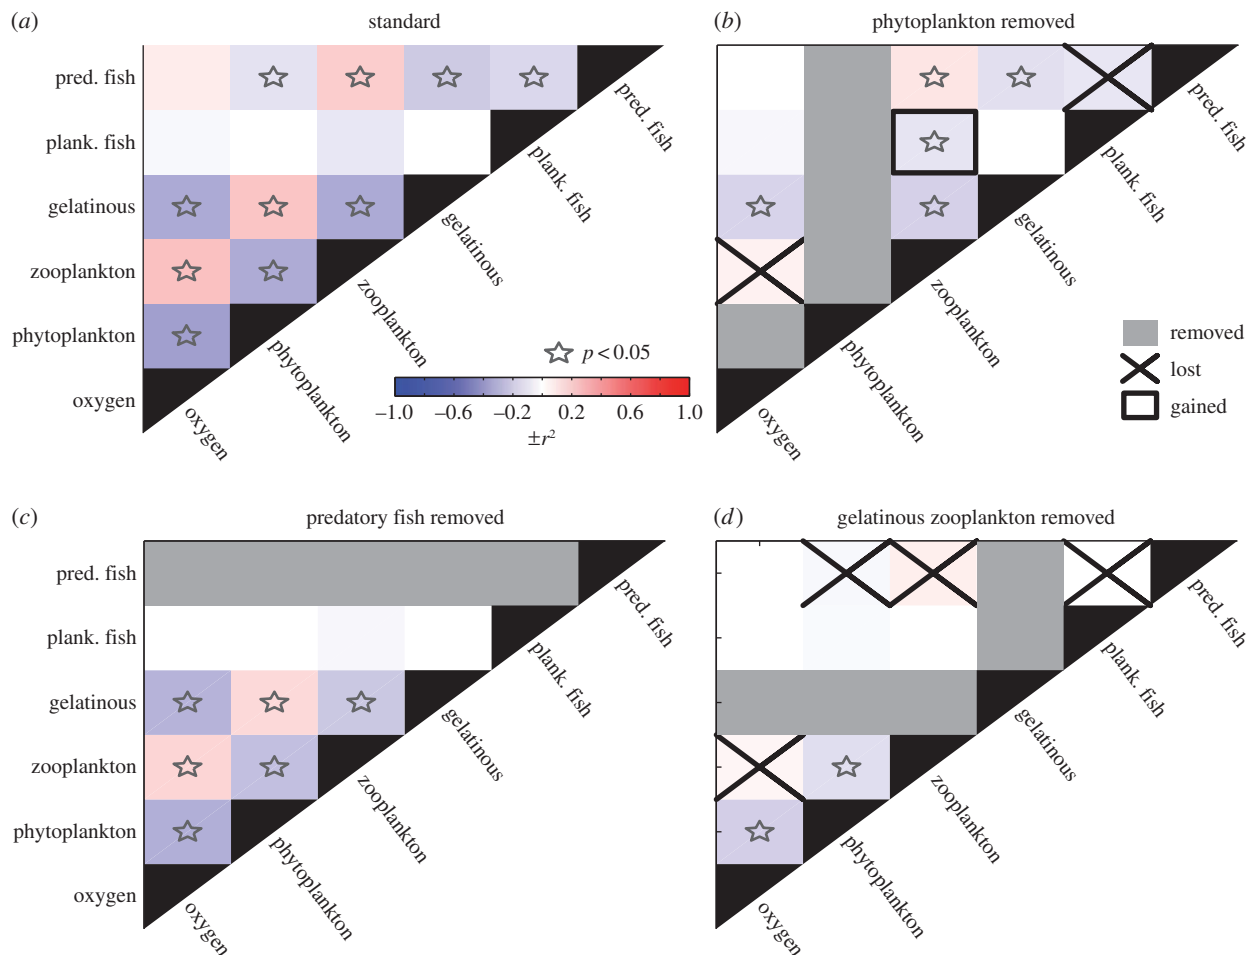 (a)
standard
pred. fish
plank. fish
gelatinous
zooplankton
phytoplankton
oxygen
pred. fish
plank. fish
gelatinous
zooplankton
phytoplankton
oxygen
p < 0.05
–1.0 –0.6 –0.2 0.2 0.6 1.0
±r²
(b)
phytoplankton removed
pred. fish
plank. fish
gelatinous
zooplankton
phytoplankton
oxygen
removed
lost
gained
(c)
predatory fish removed
pred. fish
plank. fish
gelatinous
zooplankton
phytoplankton
oxygen
pred. fish
plank. fish
gelatinous
zooplankton
phytoplankton
oxygen
(d)
gelatinous zooplankton removed
pred. fish
plank. fish
gelatinous
zooplankton
phytoplankton
oxygen